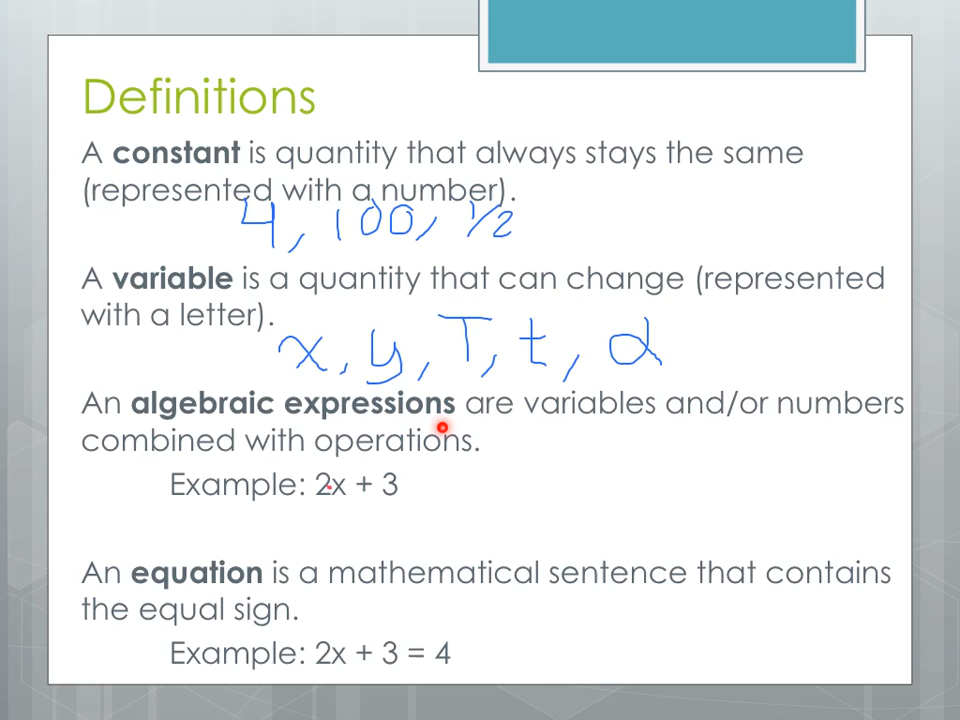 Definitions
A constant is quantity that always stays the same
(represented with a number).
4, 100, 1/2
A variable is a quantity that can change (represented
with a letter).
x, y, T, t, d
An algebraic expressions are variables and/or numbers
combined with operations.
Example: 2x + 3
An equation is a mathematical sentence that contains
the equal sign.
Example: 2x + 3 = 4